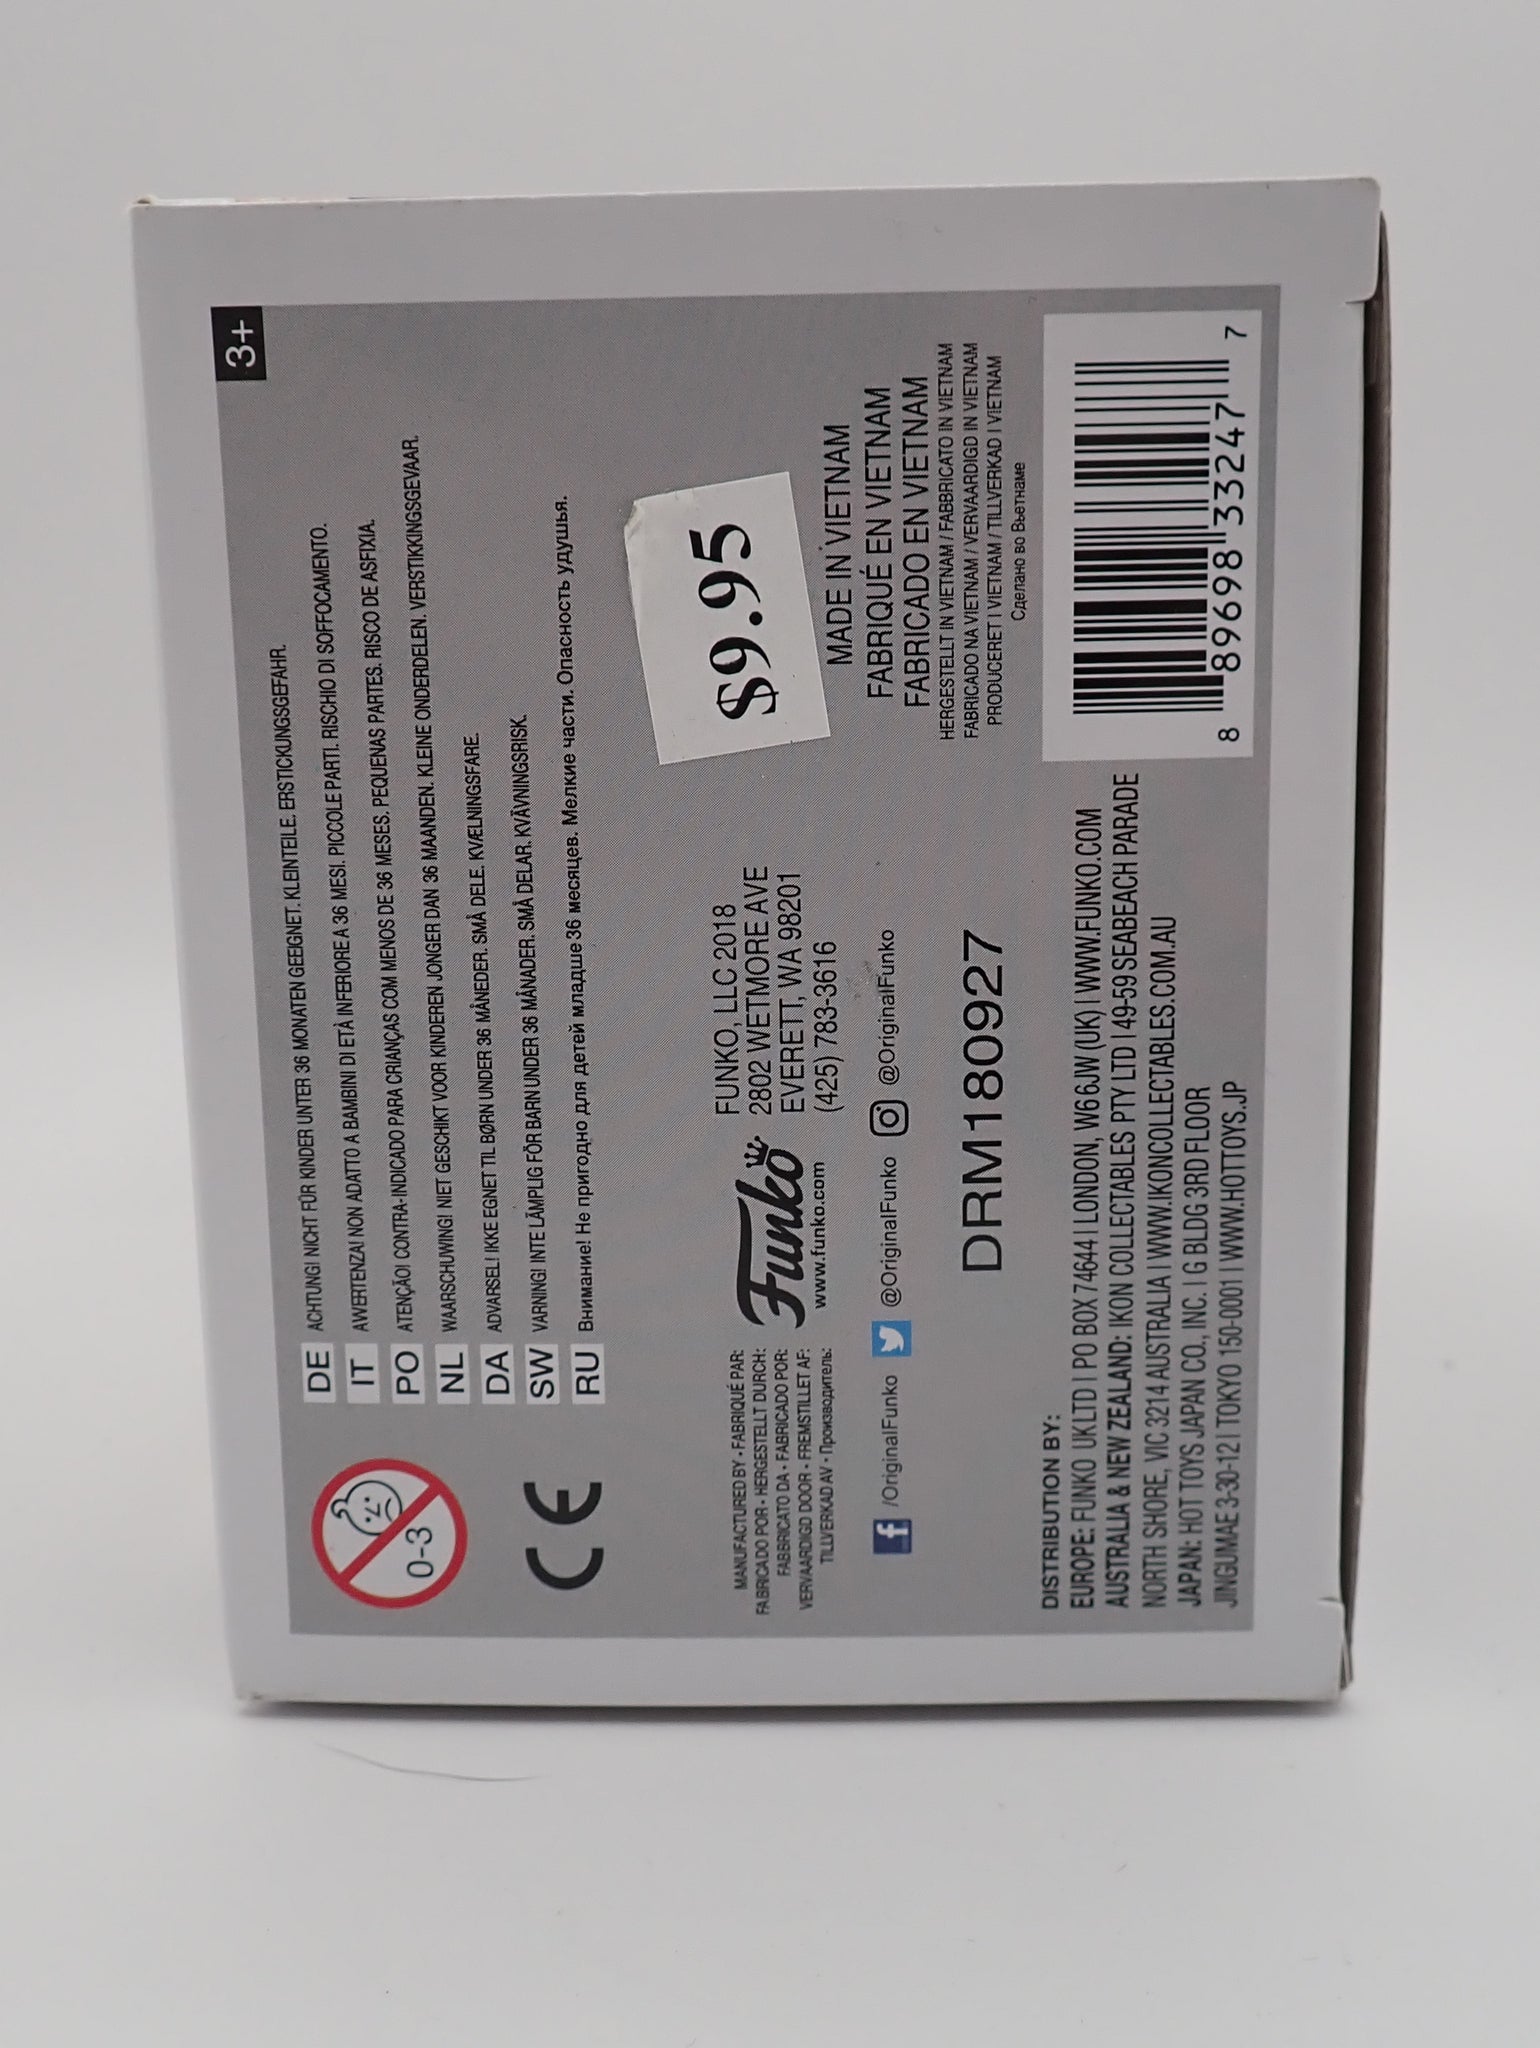 3+
DE ACHTUNG! NICHT FÜR KINDER UNTER 36 MONATEN GEEIGNET. KLEINTEILE. ERSTICKUNGSGEFAHR.
IT AWERTENZA! NON ADATTO A BAMBINI DI ETÀ INFERIORE A 36 MESI. PICCOLE PARTI. RISCHIO DI SOFFOCAMENTO.
PO ATENÇÃO! CONTRA-INDICADO PARA CRIANÇAS COM MENOS DE 36 MESES. PEQUENAS PARTES. RISCO DE ASFIXIA.
NL WAARSCHUWING! NIET GESCHIKT VOOR KINDEREN JONGER DAN 36 MAANDEN. KLEINE ONDERDELEN. VERSTIKKINGSGEVAAR.
DA ADVARSEL! IKKE EGNET TIL BØRN UNDER 36 MÅNEDER. SMÅ DELE. KVÆLNINGSFARE.
SW VARNING! INTE LÄMPLIG FÖR BARN UNDER 36 MÅNADER. SMÅ DELAR. KVÄVNINGSRISK.
RU Внимание! Не пригодно для детей младше 36 месяцев. Мелкие части. Опасность удушья.
0-3
CE
MANUFACTURED BY • FABRIQUÉ PAR:
FABRICADO POR • HERGESTELLT DURCH:
FABBRICATO DA • FABRICADO POR:
VERVAARDIGD DOOR • FREMSTILLET AF:
TILLVERKAD AV • Производитель:
Funko
www.funko.com
FUNKO, LLC 2018
2802 WETMORE AVE
EVERETT, WA 98201
(425) 783-3616
/OriginalFunko @OriginalFunko @OriginalFunko
DRM180927
$9.95
MADE IN VIETNAM
FABRIQUÉ EN VIETNAM
FABRICADO EN VIETNAM
HERGESTELLT IN VIETNAM / FABBRICATO IN VIETNAM
FABRICADO NA VIETNAM / VERVAARDIGD IN VIETNAM
PRODUCERET I VIETNAM / TILLVERKAD I VIETNAM
Сделано во Вьетнаме
DISTRIBUTION BY:
EUROPE: FUNKO UK LTD | PO BOX 74644 | LONDON, W6 6JW (UK) | WWW.FUNKO.COM
AUSTRALIA & NEW ZEALAND: IKON COLLECTABLES PTY LTD | 49-59 SEABEACH PARADE
NORTH SHORE, VIC 3214 AUSTRALIA | WWW.IKONCOLLECTABLES.COM.AU
JAPAN: HOT TOYS JAPAN CO., INC. | G BLDG 3RD FLOOR
JINGUMAE 3-30-12 | TOKYO 150-0001 | WWW.HOTTOYS.JP
8 89698 33247 7